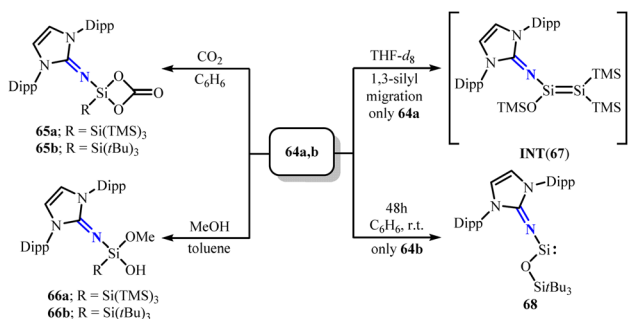 Dipp
N
N
N
Dipp
Si
O
O
O
R
65a; R = Si(TMS)3
65b; R = Si(tBu)3
CO2
C6H6
THF-d8
1,3-silyl
migration
only 64a
Dipp
N
N
N
Dipp
TMS
Si
Si
TMSO
TMS
INT(67)
64a,b
Dipp
N
N
N
Dipp
OMe
Si
R
OH
66a; R = Si(TMS)3
66b; R = Si(tBu)3
MeOH
toluene
48h
C6H6, r.t.
only 64b
Dipp
N
N
N
Dipp
Si:
O
SitBu3
68